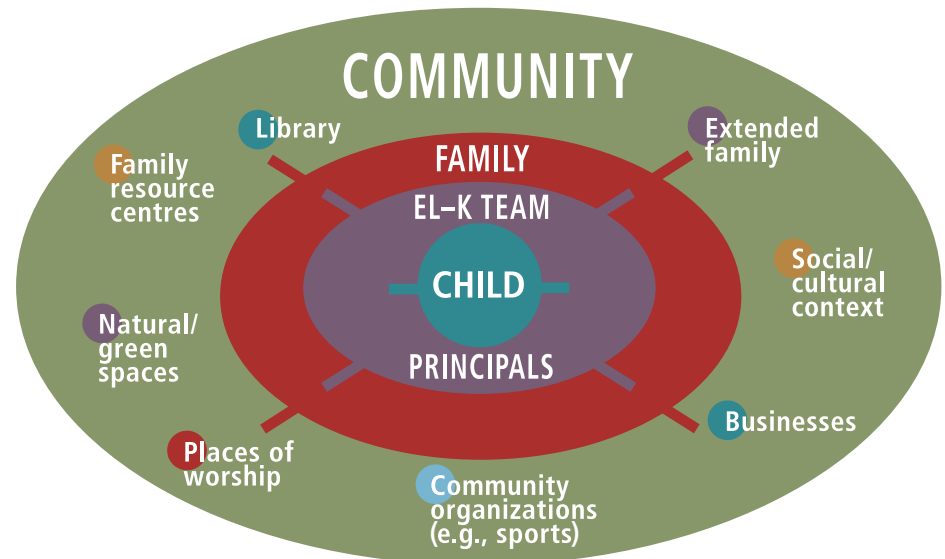 COMMUNITY
Library
Extended
family
Family
resource
centres
FAMILY
EL–K TEAM
CHILD
PRINCIPALS
Social/
cultural
context
Natural/
green
spaces
Businesses
Places of
worship
Community
organizations
(e.g., sports)